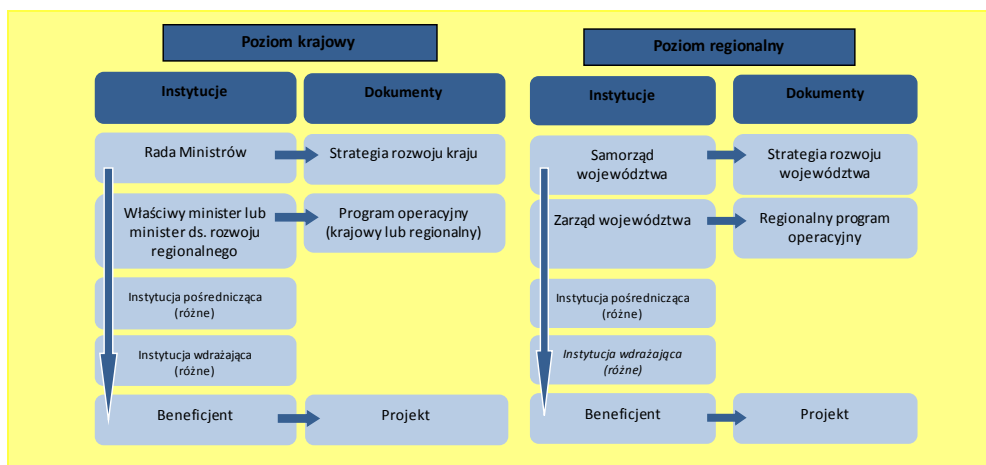 Poziom krajowy
Instytucje
Dokumenty
Rada Ministrów
Strategia rozwoju kraju
Właściwy minister lub
minister ds. rozwoju
regionalnego
Program operacyjny
(krajowy lub regionalny)
Instytucja pośrednicząca
(różne)
Instytucja wdrażająca
(różne)
Beneficjent
Projekt
Poziom regionalny
Instytucje
Dokumenty
Samorząd
województwa
Strategia rozwoju
województwa
Zarząd województwa
Regionalny program
operacyjny
Instytucja pośrednicząca
(różne)
Instytucja wdrażająca
(różne)
Beneficjent
Projekt